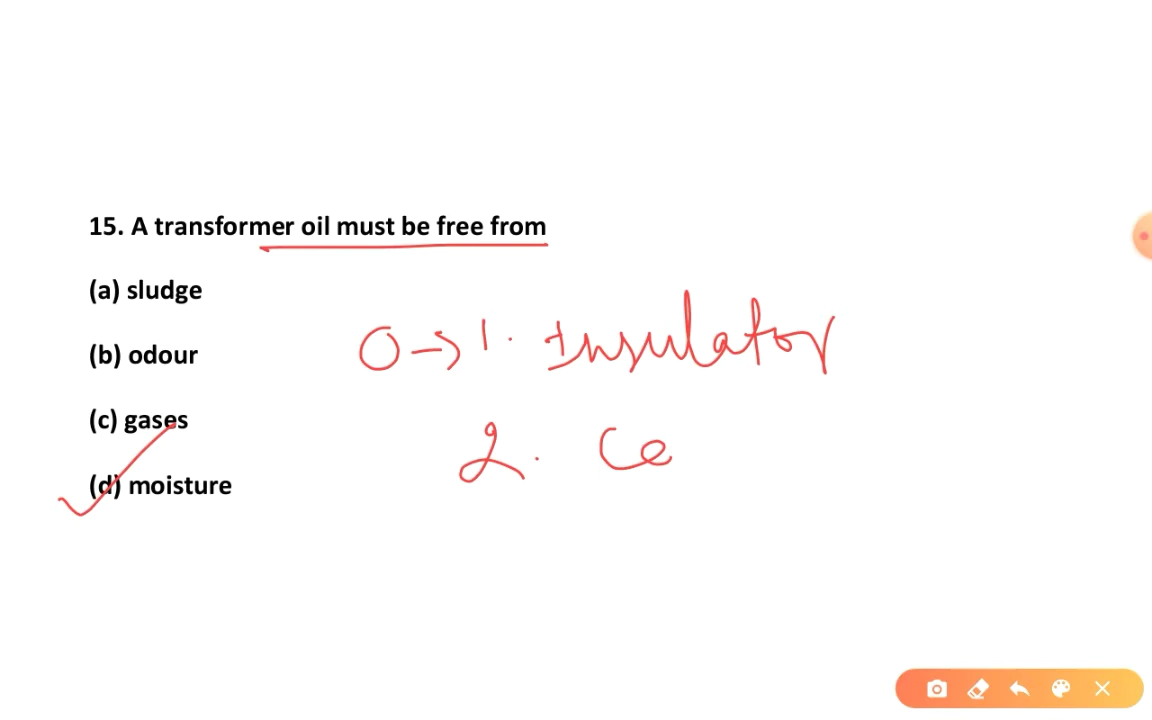 15. A transformer oil must be free from
(a) sludge
(b) odour
(c) gases
(d) moisture
O→ 1. Insulator
2. Ce